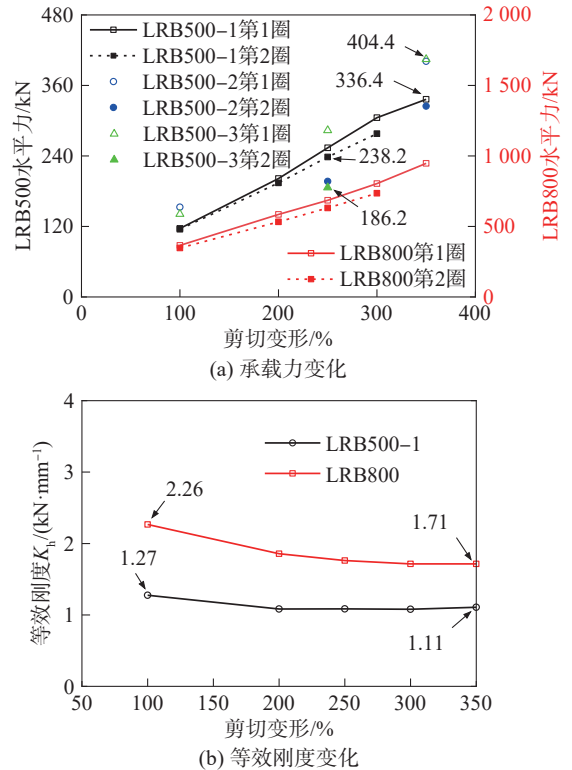 480
360
240
120
0
LRB500水平力/kN
LRB500–1第1圈
LRB500–1第2圈
LRB500–2第1圈
LRB500–2第2圈
LRB500–3第1圈
LRB500–3第2圈
404.4
336.4
238.2
186.2
LRB800第1圈
LRB800第2圈
2 000
1 500
1 000
500
0
LRB800水平力/kN
0 100 200 300 400
剪切变形/%
(a) 承载力变化
4
3
2
1
0
等效刚度Kh/(kN·mm⁻¹)
LRB500–1
LRB800
2.26
1.27
1.71
1.11
50 100 150 200 250 300 350
剪切变形/%
(b) 等效刚度变化